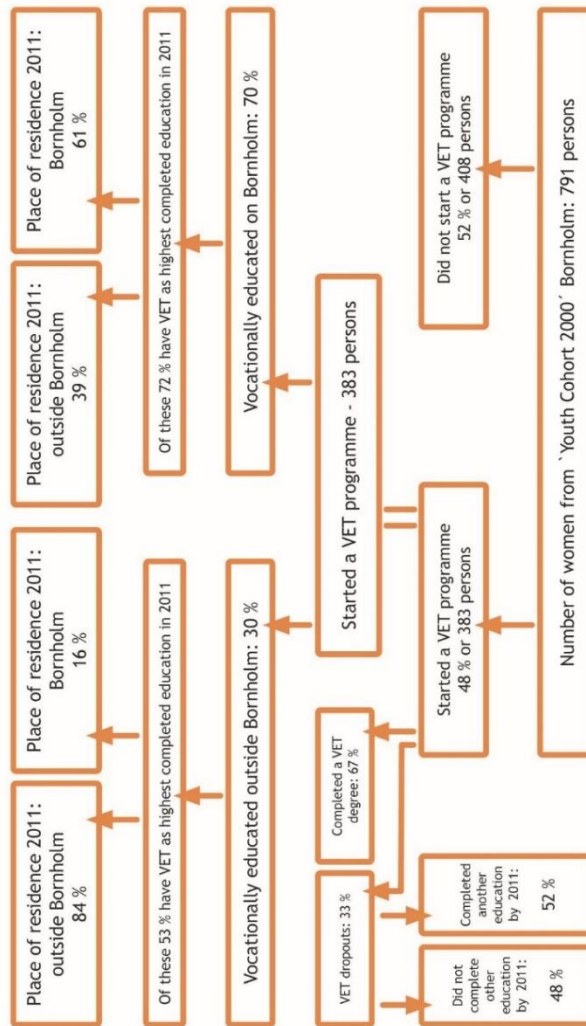 Place of residence 2011:
outside Bornholm
84 %
Place of residence 2011:
Bornholm
16 %
Place of residence 2011:
outside Bornholm
39 %
Place of residence 2011:
Bornholm
61 %
Of these 53 % have VET as highest completed education in 2011
Of these 72 % have VET as highest completed education in 2011
Vocationally educated outside Bornholm: 30 %
Vocationally educated on Bornholm: 70 %
VET dropouts: 33 %
Completed a VET
degree: 67 %
Started a VET programme - 383 persons
Did not
complete
other
education
by 2011:
48 %
Completed
another
education
by 2011:
52 %
Started a VET programme
48 % or 383 persons
Did not start a VET programme
52 % or 408 persons
Number of women from `Youth Cohort 2000´ Bornholm: 791 persons